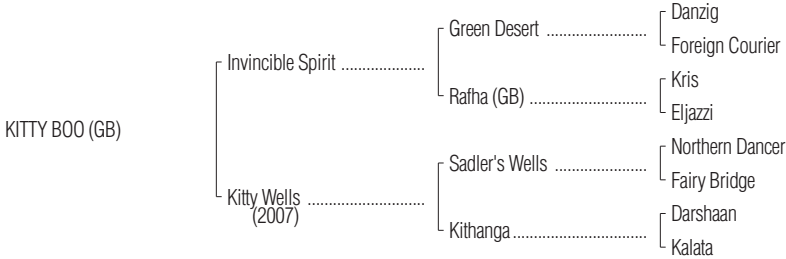 KITTY BOO (GB)
Invincible Spirit ....................
Kitty Wells ............................
(2007)
Green Desert ........................
Rafha (GB) ............................
Sadler's Wells ......................
Kithanga................................
Danzig
Foreign Courier
Kris
Eljazzi
Northern Dancer
Fairy Bridge
Darshaan
Kalata